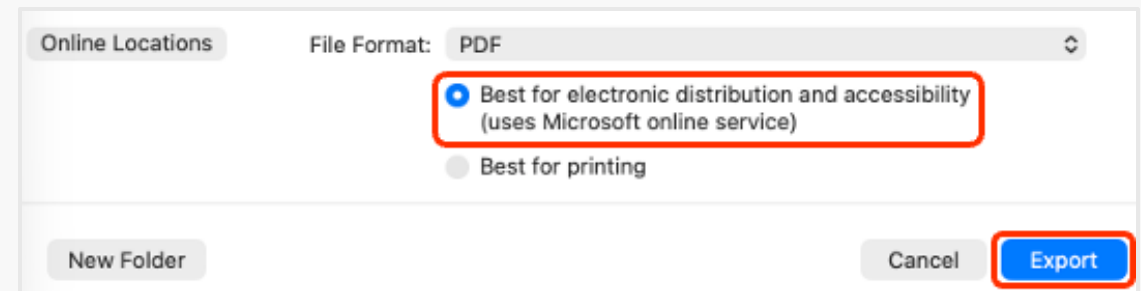 Online Locations
File Format: PDF
Best for electronic distribution and accessibility
(uses Microsoft online service)
Best for printing
New Folder
Cancel
Export